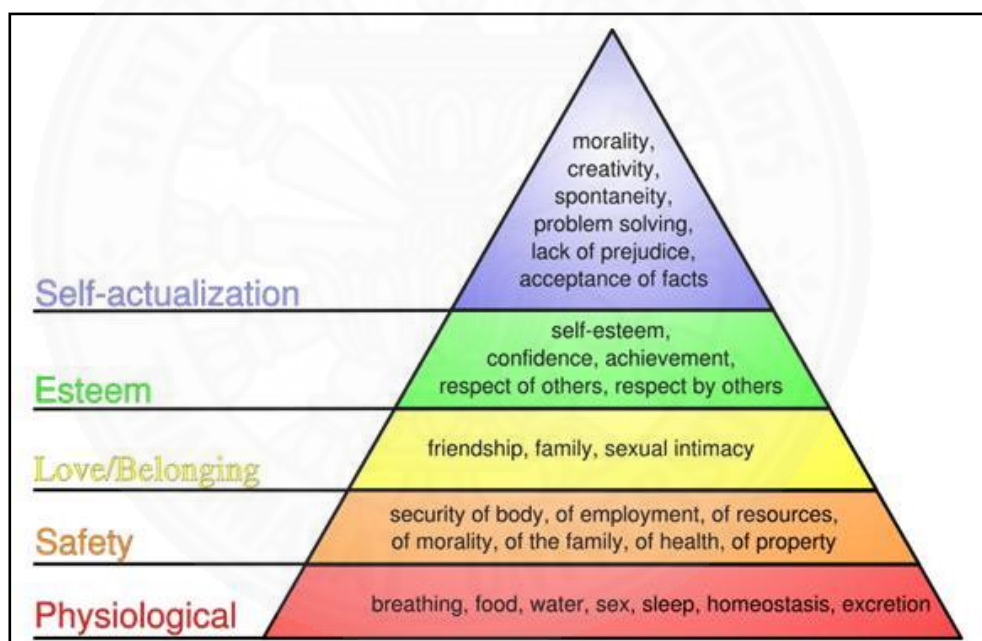 morality,
creativity,
spontaneity,
problem solving,
lack of prejudice,
acceptance of facts
Self-actualization
self-esteem,
confidence, achievement,
respect of others, respect by others
Esteem
friendship, family, sexual intimacy
Love/Belonging
security of body, of employment, of resources,
of morality, of the family, of health, of property
Safety
breathing, food, water, sex, sleep, homeostasis, excretion
Physiological